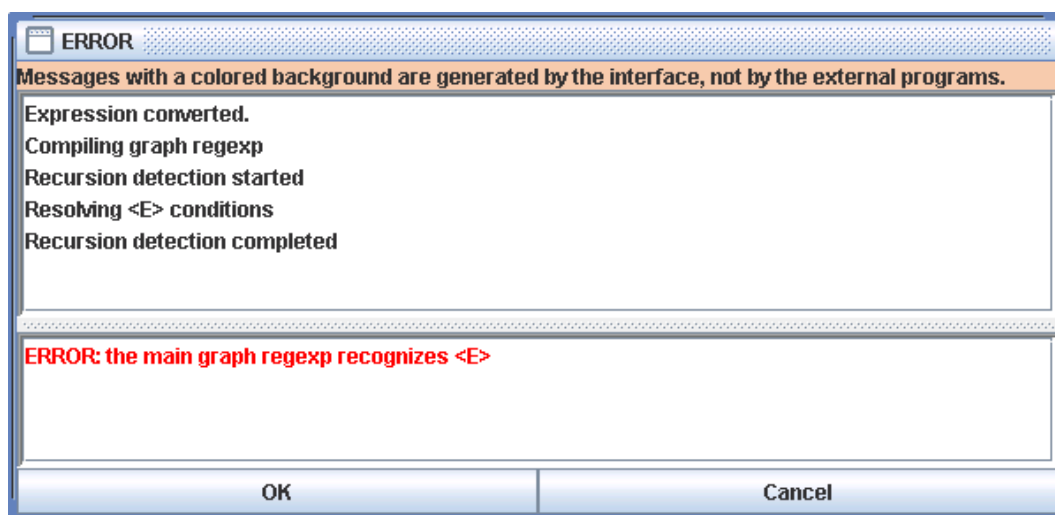 ERROR
Messages with a colored background are generated by the interface, not by the external programs.
Expression converted.
Compiling graph regexp
Recursion detection started
Resolving <E> conditions
Recursion detection completed
ERROR: the main graph regexp recognizes <E>
OK
Cancel